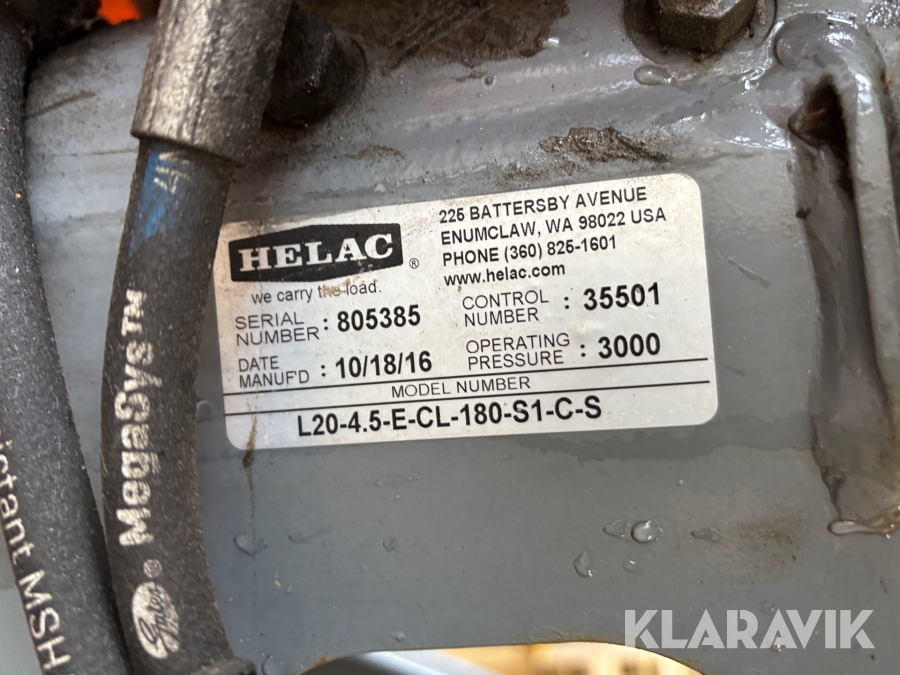 HELAC®
we carry the load.
225 BATTERSBY AVENUE
ENUMCLAW, WA 98022 USA
PHONE (360) 825-1601
www.helac.com
SERIAL NUMBER : 805385
CONTROL NUMBER : 35501
DATE MANUF'D : 10/18/16
OPERATING PRESSURE : 3000
MODEL NUMBER
L20-4.5-E-CL-180-S1-C-S
Gates® MegaSys™
MSH
KLARAVIK